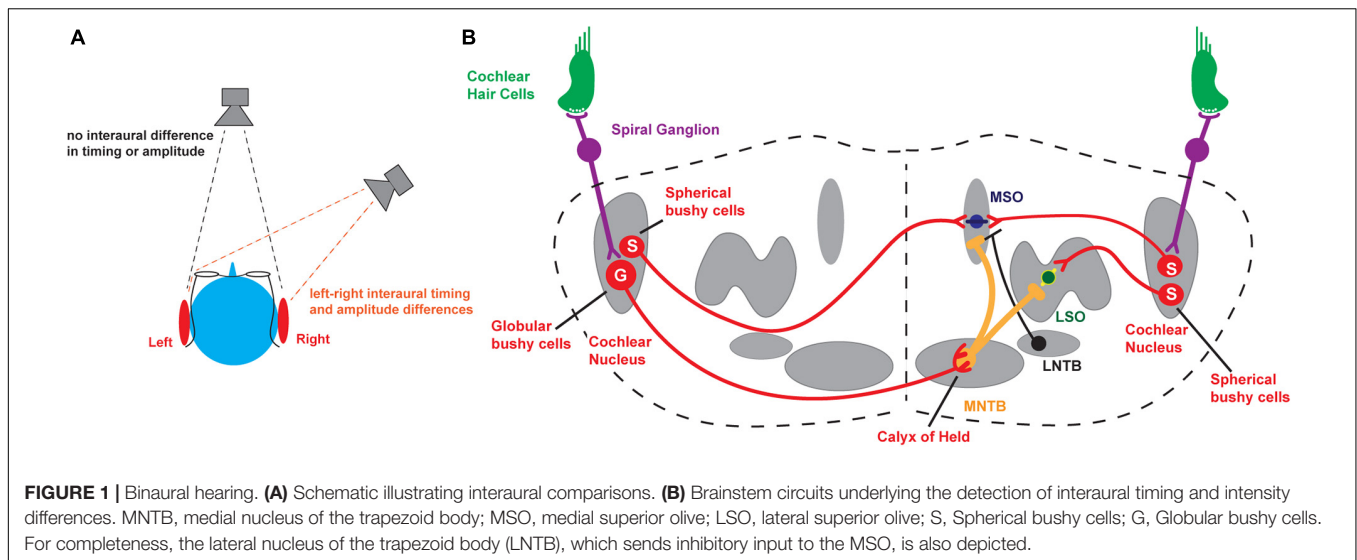 A
no interaural difference
in timing or amplitude
left-right interaural timing
and amplitude differences
Left
Right
B
Cochlear
Hair Cells
Spiral Ganglion
Spherical
bushy cells
S
G
Globular
bushy cells
Cochlear
Nucleus
MSO
LSO
LNTB
MNTB
Calyx of Held
S
S
Cochlear
Nucleus
Spherical
bushy cells
FIGURE 1 | Binaural hearing. (A) Schematic illustrating interaural comparisons. (B) Brainstem circuits underlying the detection of interaural timing and intensity
differences. MNTB, medial nucleus of the trapezoid body; MSO, medial superior olive; LSO, lateral superior olive; S, Spherical bushy cells; G, Globular bushy cells.
For completeness, the lateral nucleus of the trapezoid body (LNTB), which sends inhibitory input to the MSO, is also depicted.